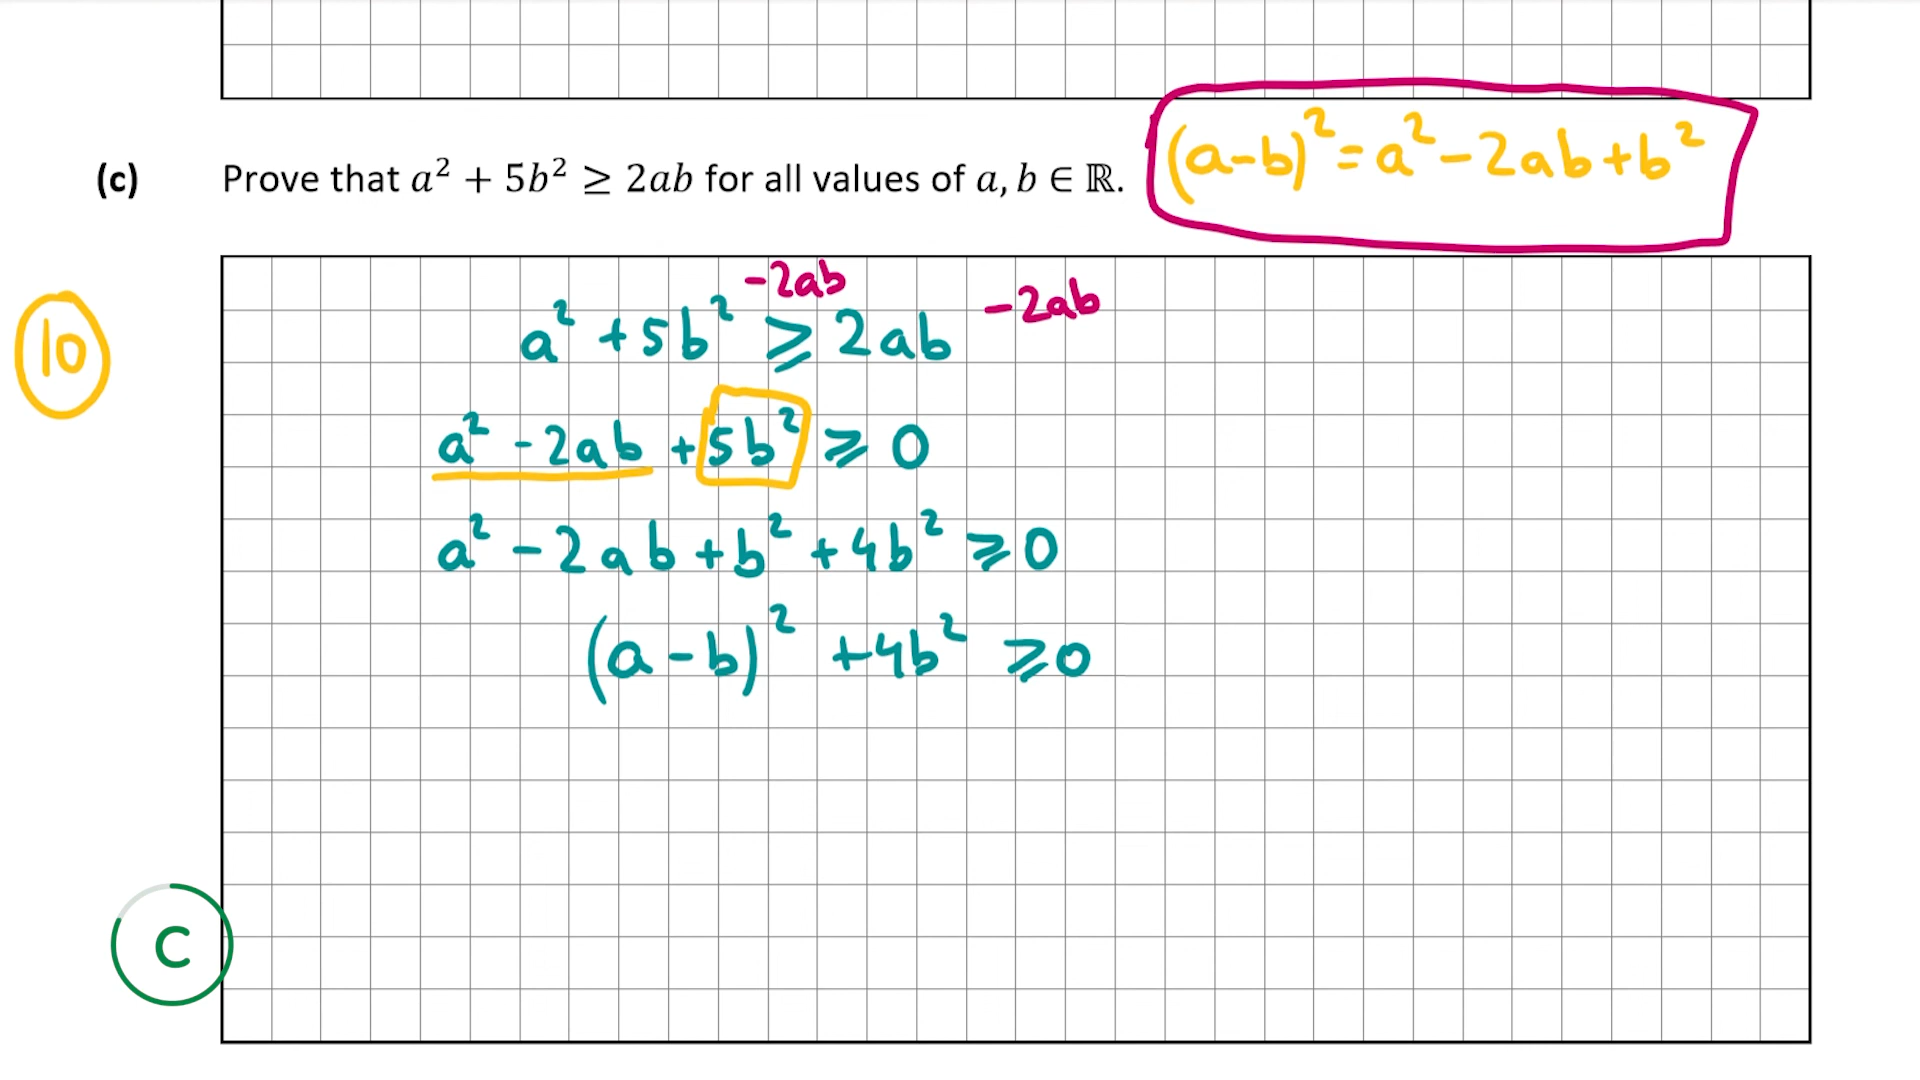 (c) Prove that a² + 5b² ≥ 2ab for all values of a, b ∈ ℝ.
(a-b)² = a² - 2ab + b²
10
-2ab -2ab
a² + 5b² ≥ 2ab
a² - 2ab + 5b² ≥ 0
a² - 2ab + b² + 4b² ≥ 0
(a - b)² + 4b² ≥ 0
C